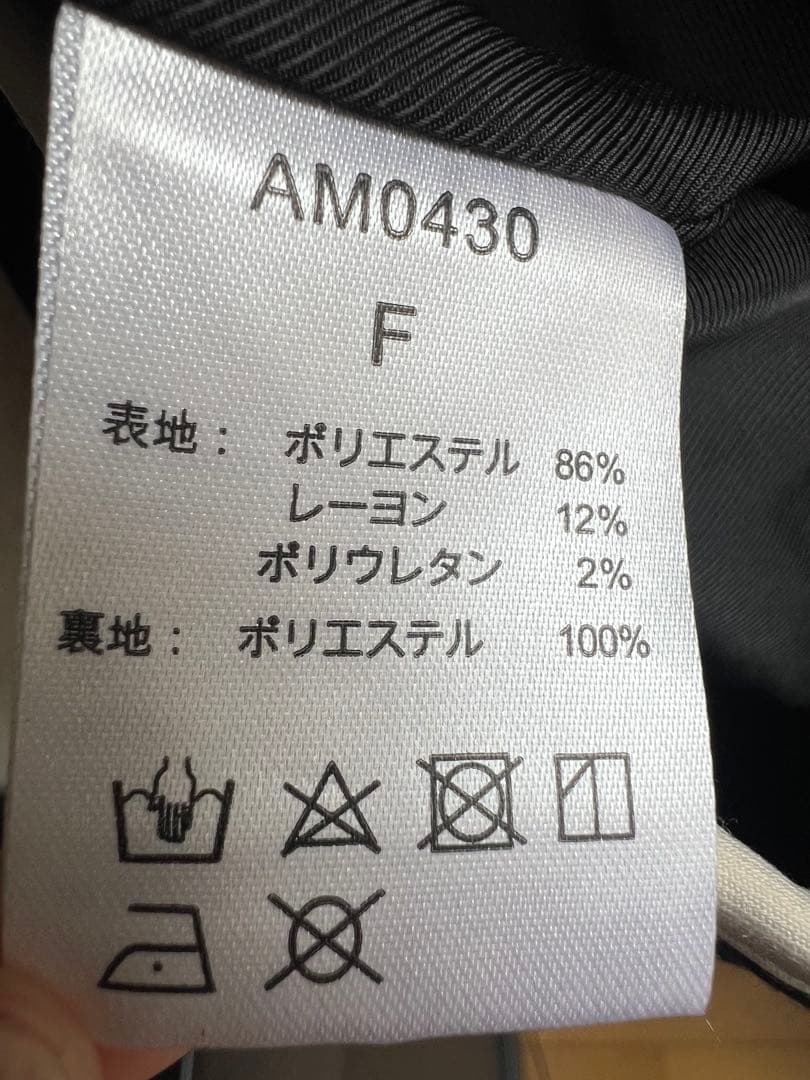 AM0430
F
表地： ポリエステル 86%
レーヨン 12%
ポリウレタン 2%
裏地： ポリエステル 100%